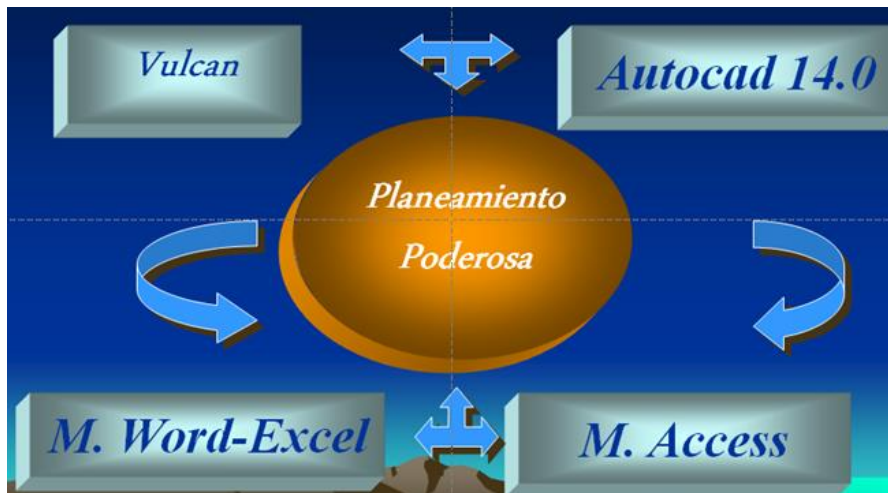 Vulcan
Autocad 14.0
Planeamiento
Poderosa
M. Word-Excel
M. Access